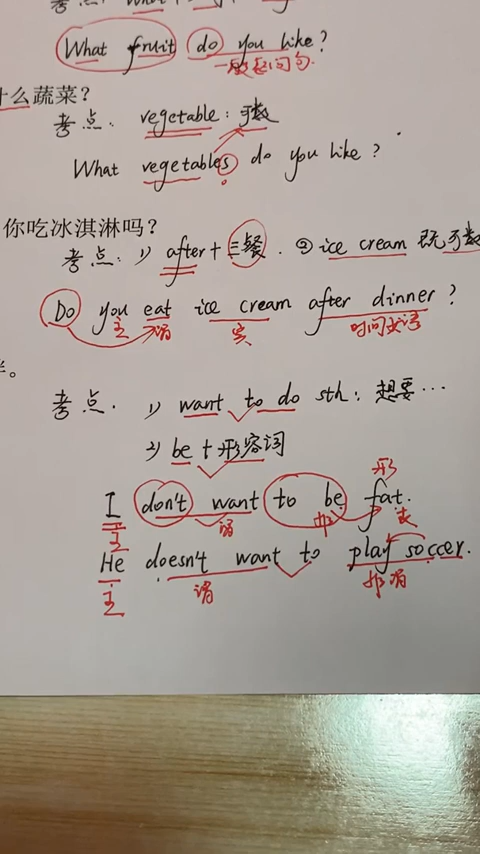 考点: What
What fruit do you like?
一般疑问句
什么蔬菜?
考点. vegetable: 可数
What vegetables do you like?
你吃冰淇淋吗?
考点: 1) after + 三餐. ② ice cream 既可数
Do you eat ice cream after dinner?
主 谓 宾 时间状语
样。
考点. 1) want to do sth: 想要…
2) be + 形容词
形
I don't want to be fat.
主 谓 表
He doesn't want to play soccer.
主 谓